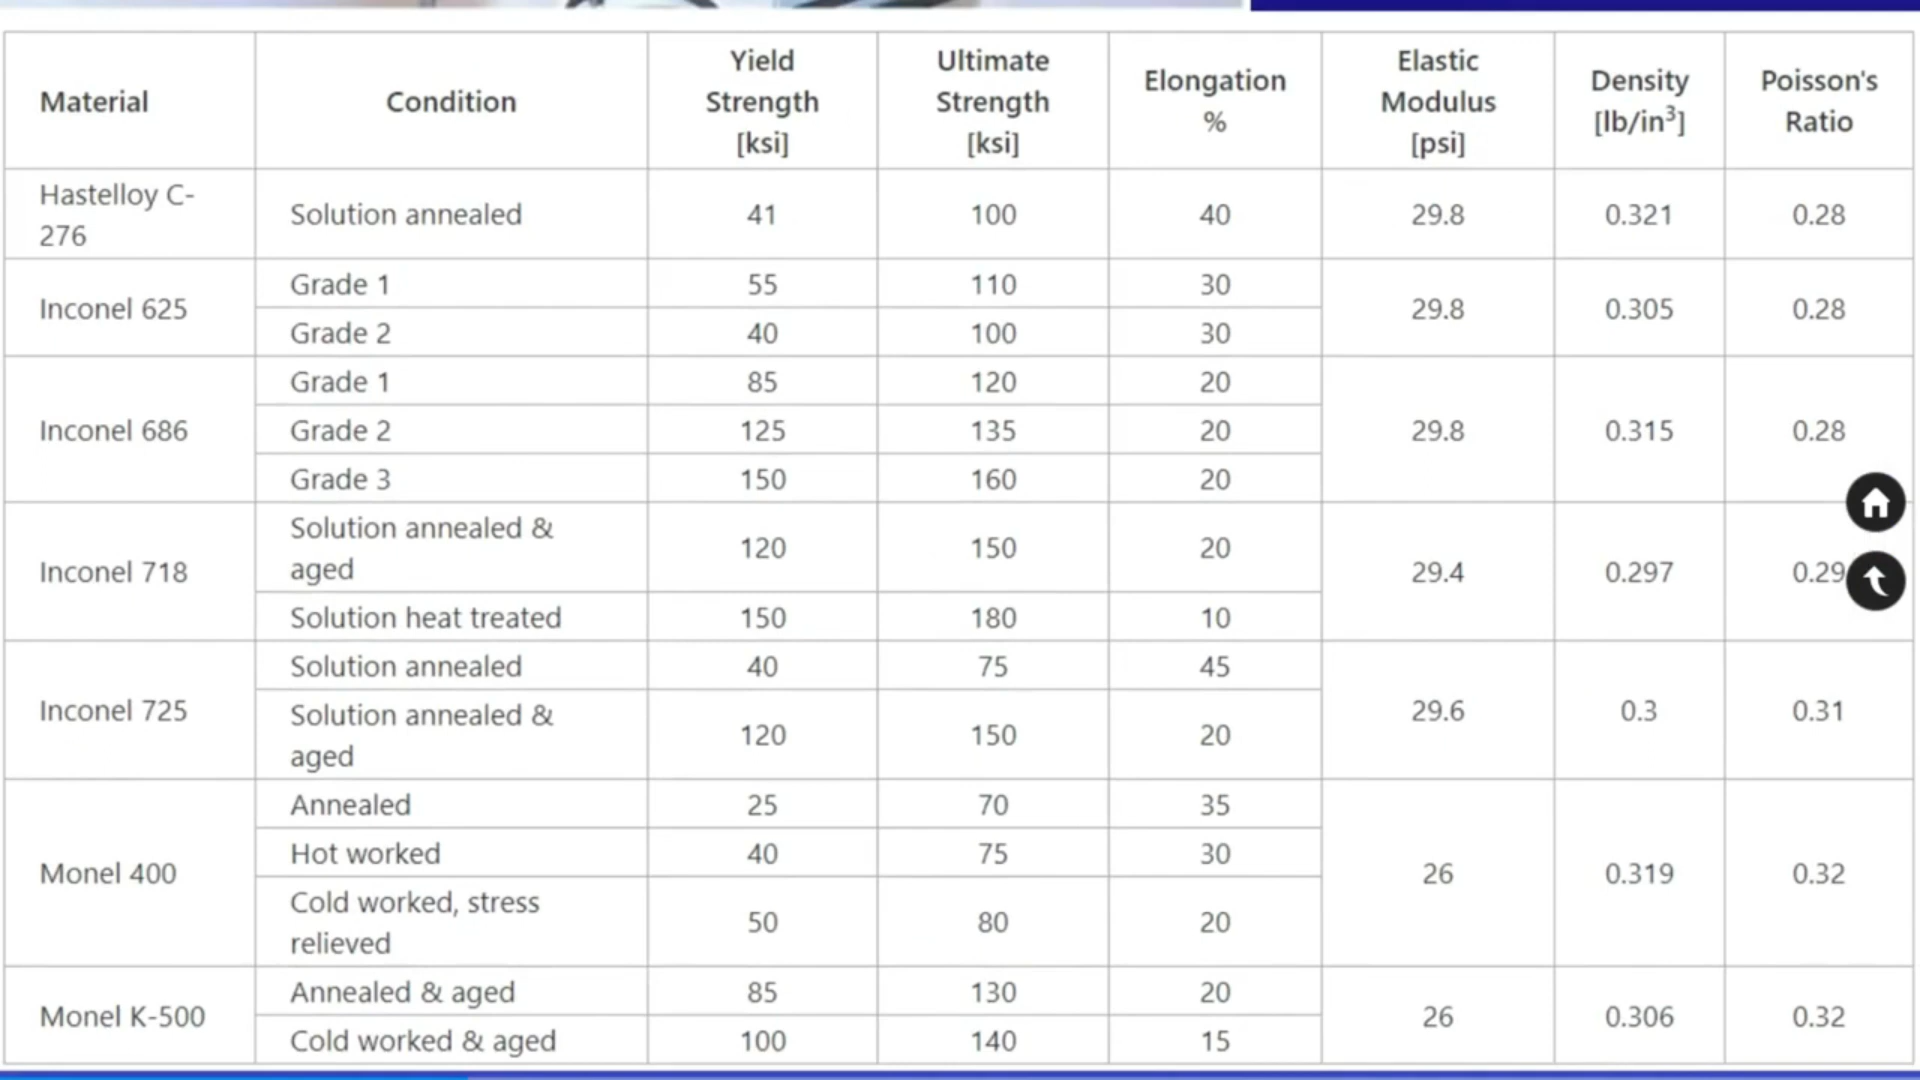 Material Condition Yield Strength [ksi] Ultimate Strength [ksi] Elongation % Elastic Modulus [psi] Density [lb/in³] Poisson's Ratio
Hastelloy C-276 Solution annealed 41 100 40 29.8 0.321 0.28
Inconel 625 Grade 1 55 110 30 29.8 0.305 0.28
Grade 2 40 100 30
Inconel 686 Grade 1 85 120 20 29.8 0.315 0.28
Grade 2 125 135 20
Grade 3 150 160 20
Inconel 718 Solution annealed & aged 120 150 20 29.4 0.297 0.29
Solution heat treated 150 180 10
Inconel 725 Solution annealed 40 75 45 29.6 0.3 0.31
Solution annealed & aged 120 150 20
Monel 400 Annealed 25 70 35 26 0.319 0.32
Hot worked 40 75 30
Cold worked, stress relieved 50 80 20
Monel K-500 Annealed & aged 85 130 20 26 0.306 0.32
Cold worked & aged 100 140 15